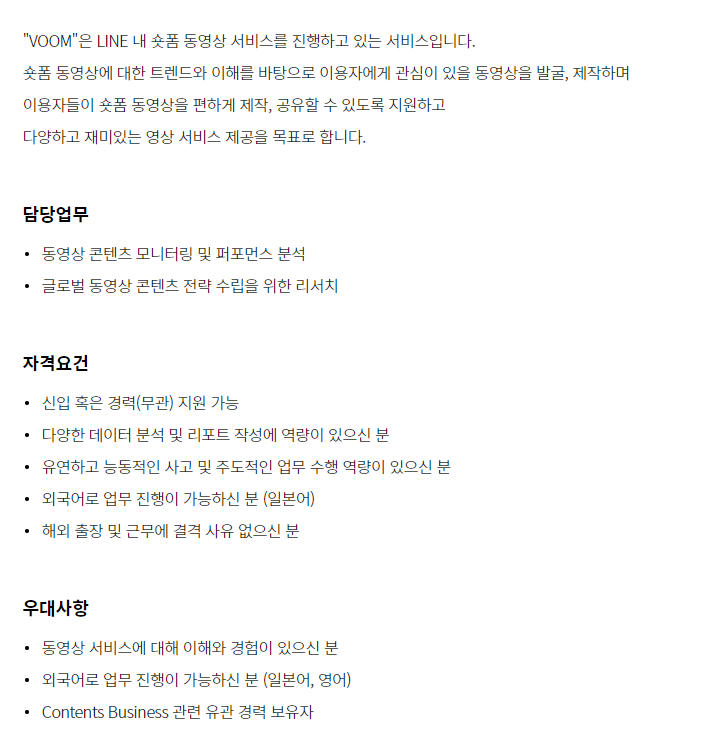 "VOOM"은 LINE 내 숏폼 동영상 서비스를 진행하고 있는 서비스입니다.
숏폼 동영상에 대한 트렌드와 이해를 바탕으로 이용자에게 관심이 있을 동영상을 발굴, 제작하며
이용자들이 숏폼 동영상을 편하게 제작, 공유할 수 있도록 지원하고
다양하고 재미있는 영상 서비스 제공을 목표로 합니다.
담당업무
• 동영상 콘텐츠 모니터링 및 퍼포먼스 분석
• 글로벌 동영상 콘텐츠 전략 수립을 위한 리서치
자격요건
• 신입 혹은 경력(무관) 지원 가능
• 다양한 데이터 분석 및 리포트 작성에 역량이 있으신 분
• 유연하고 능동적인 사고 및 주도적인 업무 수행 역량이 있으신 분
• 외국어로 업무 진행이 가능하신 분 (일본어)
• 해외 출장 및 근무에 결격 사유 없으신 분
우대사항
• 동영상 서비스에 대해 이해와 경험이 있으신 분
• 외국어로 업무 진행이 가능하신 분 (일본어, 영어)
• Contents Business 관련 유관 경력 보유자